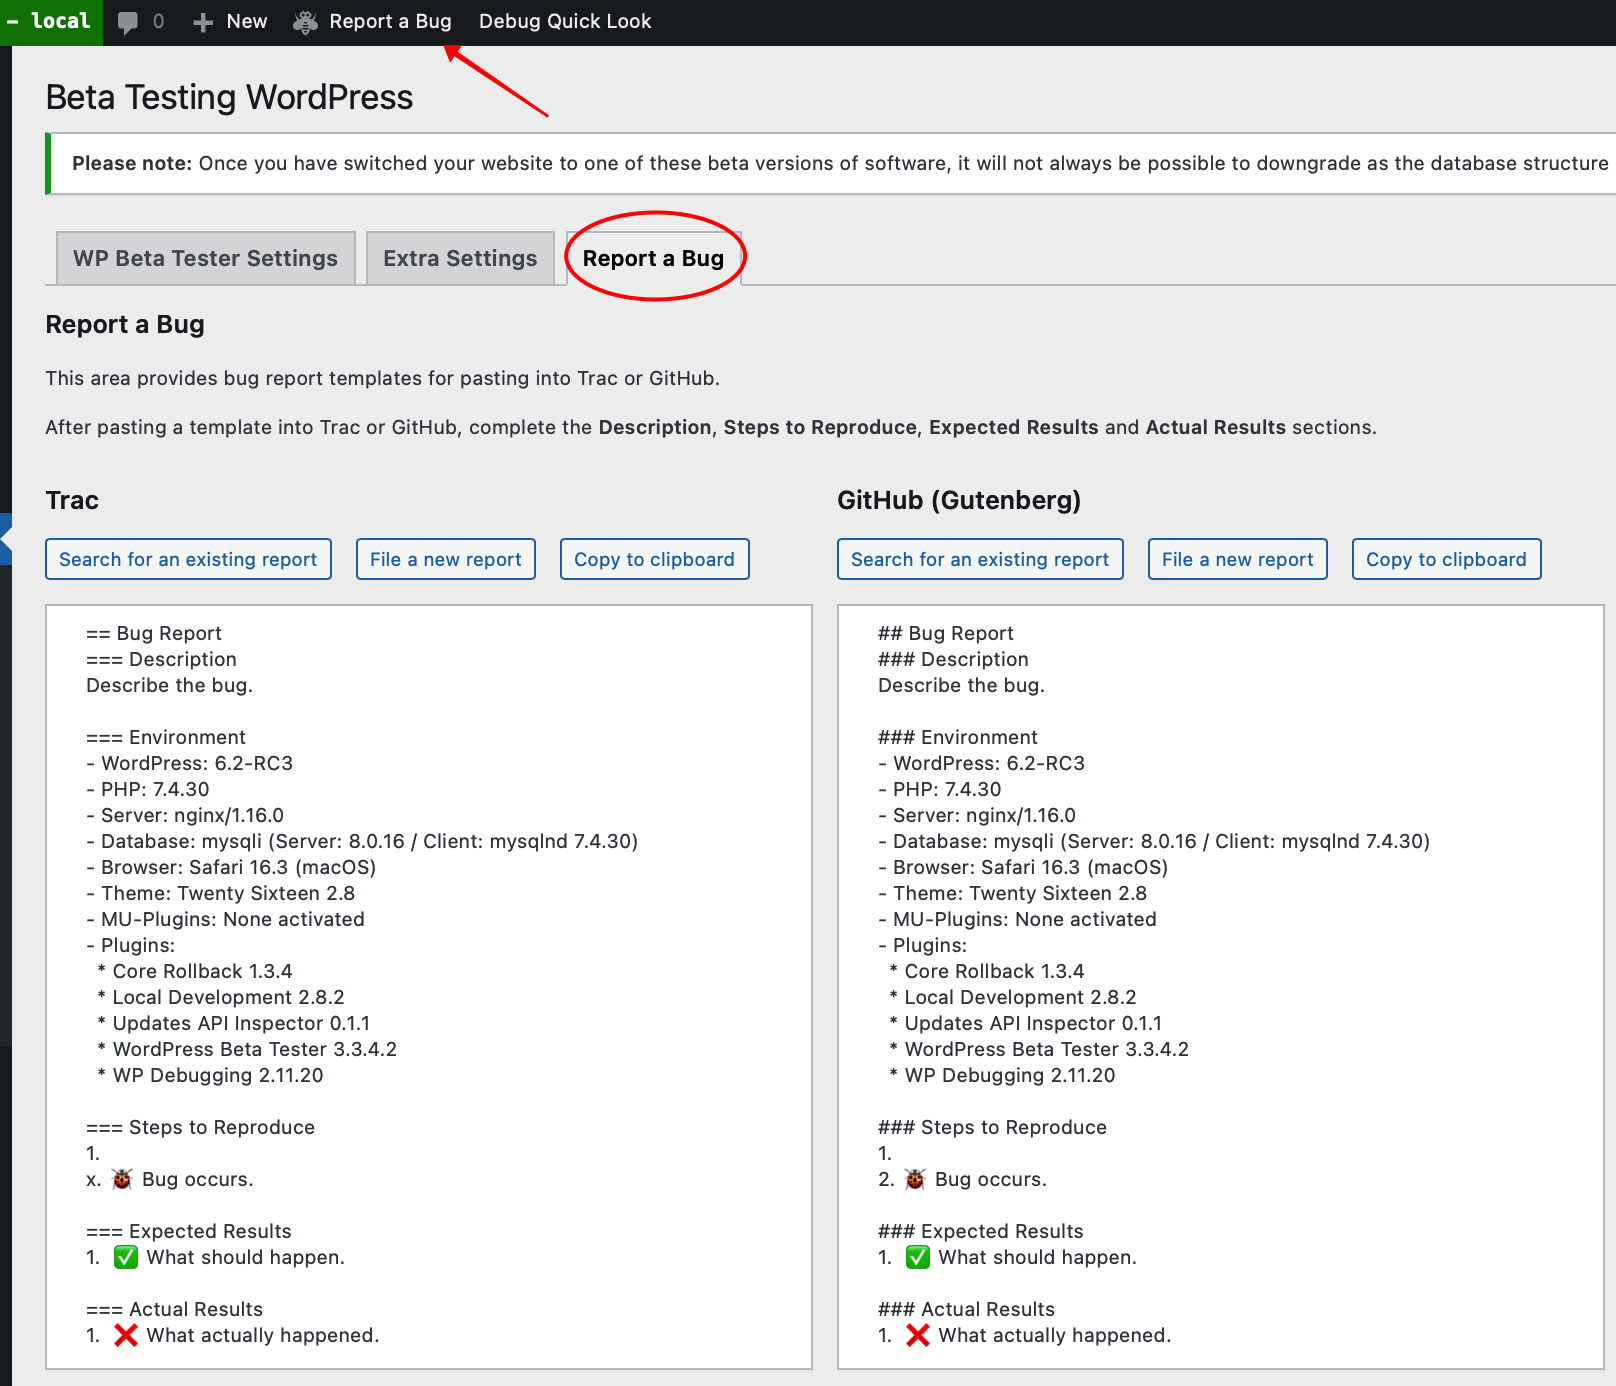 – local
0
New
Report a Bug
Debug Quick Look
Beta Testing WordPress
Please note: Once you have switched your website to one of these beta versions of software, it will not always be possible to downgrade as the database structure
WP Beta Tester Settings
Extra Settings
Report a Bug
Report a Bug
This area provides bug report templates for pasting into Trac or GitHub.
After pasting a template into Trac or GitHub, complete the Description, Steps to Reproduce, Expected Results and Actual Results sections.
Trac
Search for an existing report
File a new report
Copy to clipboard
== Bug Report
=== Description
Describe the bug.
=== Environment
- WordPress: 6.2-RC3
- PHP: 7.4.30
- Server: nginx/1.16.0
- Database: mysqli (Server: 8.0.16 / Client: mysqlnd 7.4.30)
- Browser: Safari 16.3 (macOS)
- Theme: Twenty Sixteen 2.8
- MU-Plugins: None activated
- Plugins:
* Core Rollback 1.3.4
* Local Development 2.8.2
* Updates API Inspector 0.1.1
* WordPress Beta Tester 3.3.4.2
* WP Debugging 2.11.20
=== Steps to Reproduce
1.
x. 🐞 Bug occurs.
=== Expected Results
1. ✅ What should happen.
=== Actual Results
1. ❌ What actually happened.
GitHub (Gutenberg)
Search for an existing report
File a new report
Copy to clipboard
## Bug Report
### Description
Describe the bug.
### Environment
- WordPress: 6.2-RC3
- PHP: 7.4.30
- Server: nginx/1.16.0
- Database: mysqli (Server: 8.0.16 / Client: mysqlnd 7.4.30)
- Browser: Safari 16.3 (macOS)
- Theme: Twenty Sixteen 2.8
- MU-Plugins: None activated
- Plugins:
* Core Rollback 1.3.4
* Local Development 2.8.2
* Updates API Inspector 0.1.1
* WordPress Beta Tester 3.3.4.2
* WP Debugging 2.11.20
### Steps to Reproduce
1.
2. 🐞 Bug occurs.
### Expected Results
1. ✅ What should happen.
### Actual Results
1. ❌ What actually happened.